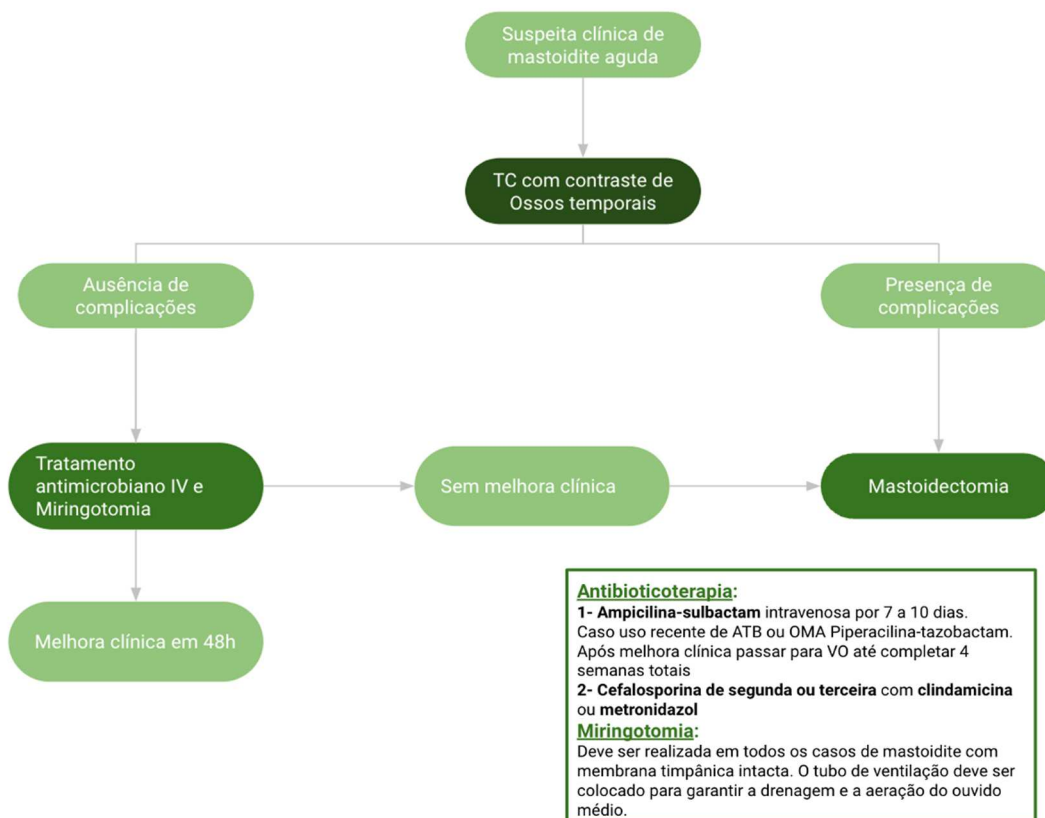 Suspeita clínica de
mastoidite aguda
TC com contraste de
Ossos temporais
Ausência de
complicações
Presença de
complicações
Tratamento
antimicrobiano IV e
Miringotomia
Sem melhora clínica
Mastoidectomia
Melhora clínica em 48h
Antibioticoterapia:
1- Ampicilina-sulbactam intravenosa por 7 a 10 dias.
Caso uso recente de ATB ou OMA Piperacilina-tazobactam.
Após melhora clínica passar para VO até completar 4
semanas totais
2- Cefalosporina de segunda ou terceira com clindamicina
ou metronidazol
Miringotomia:
Deve ser realizada em todos os casos de mastoidite com
membrana timpânica intacta. O tubo de ventilação deve ser
colocado para garantir a drenagem e a aeração do ouvido
médio.